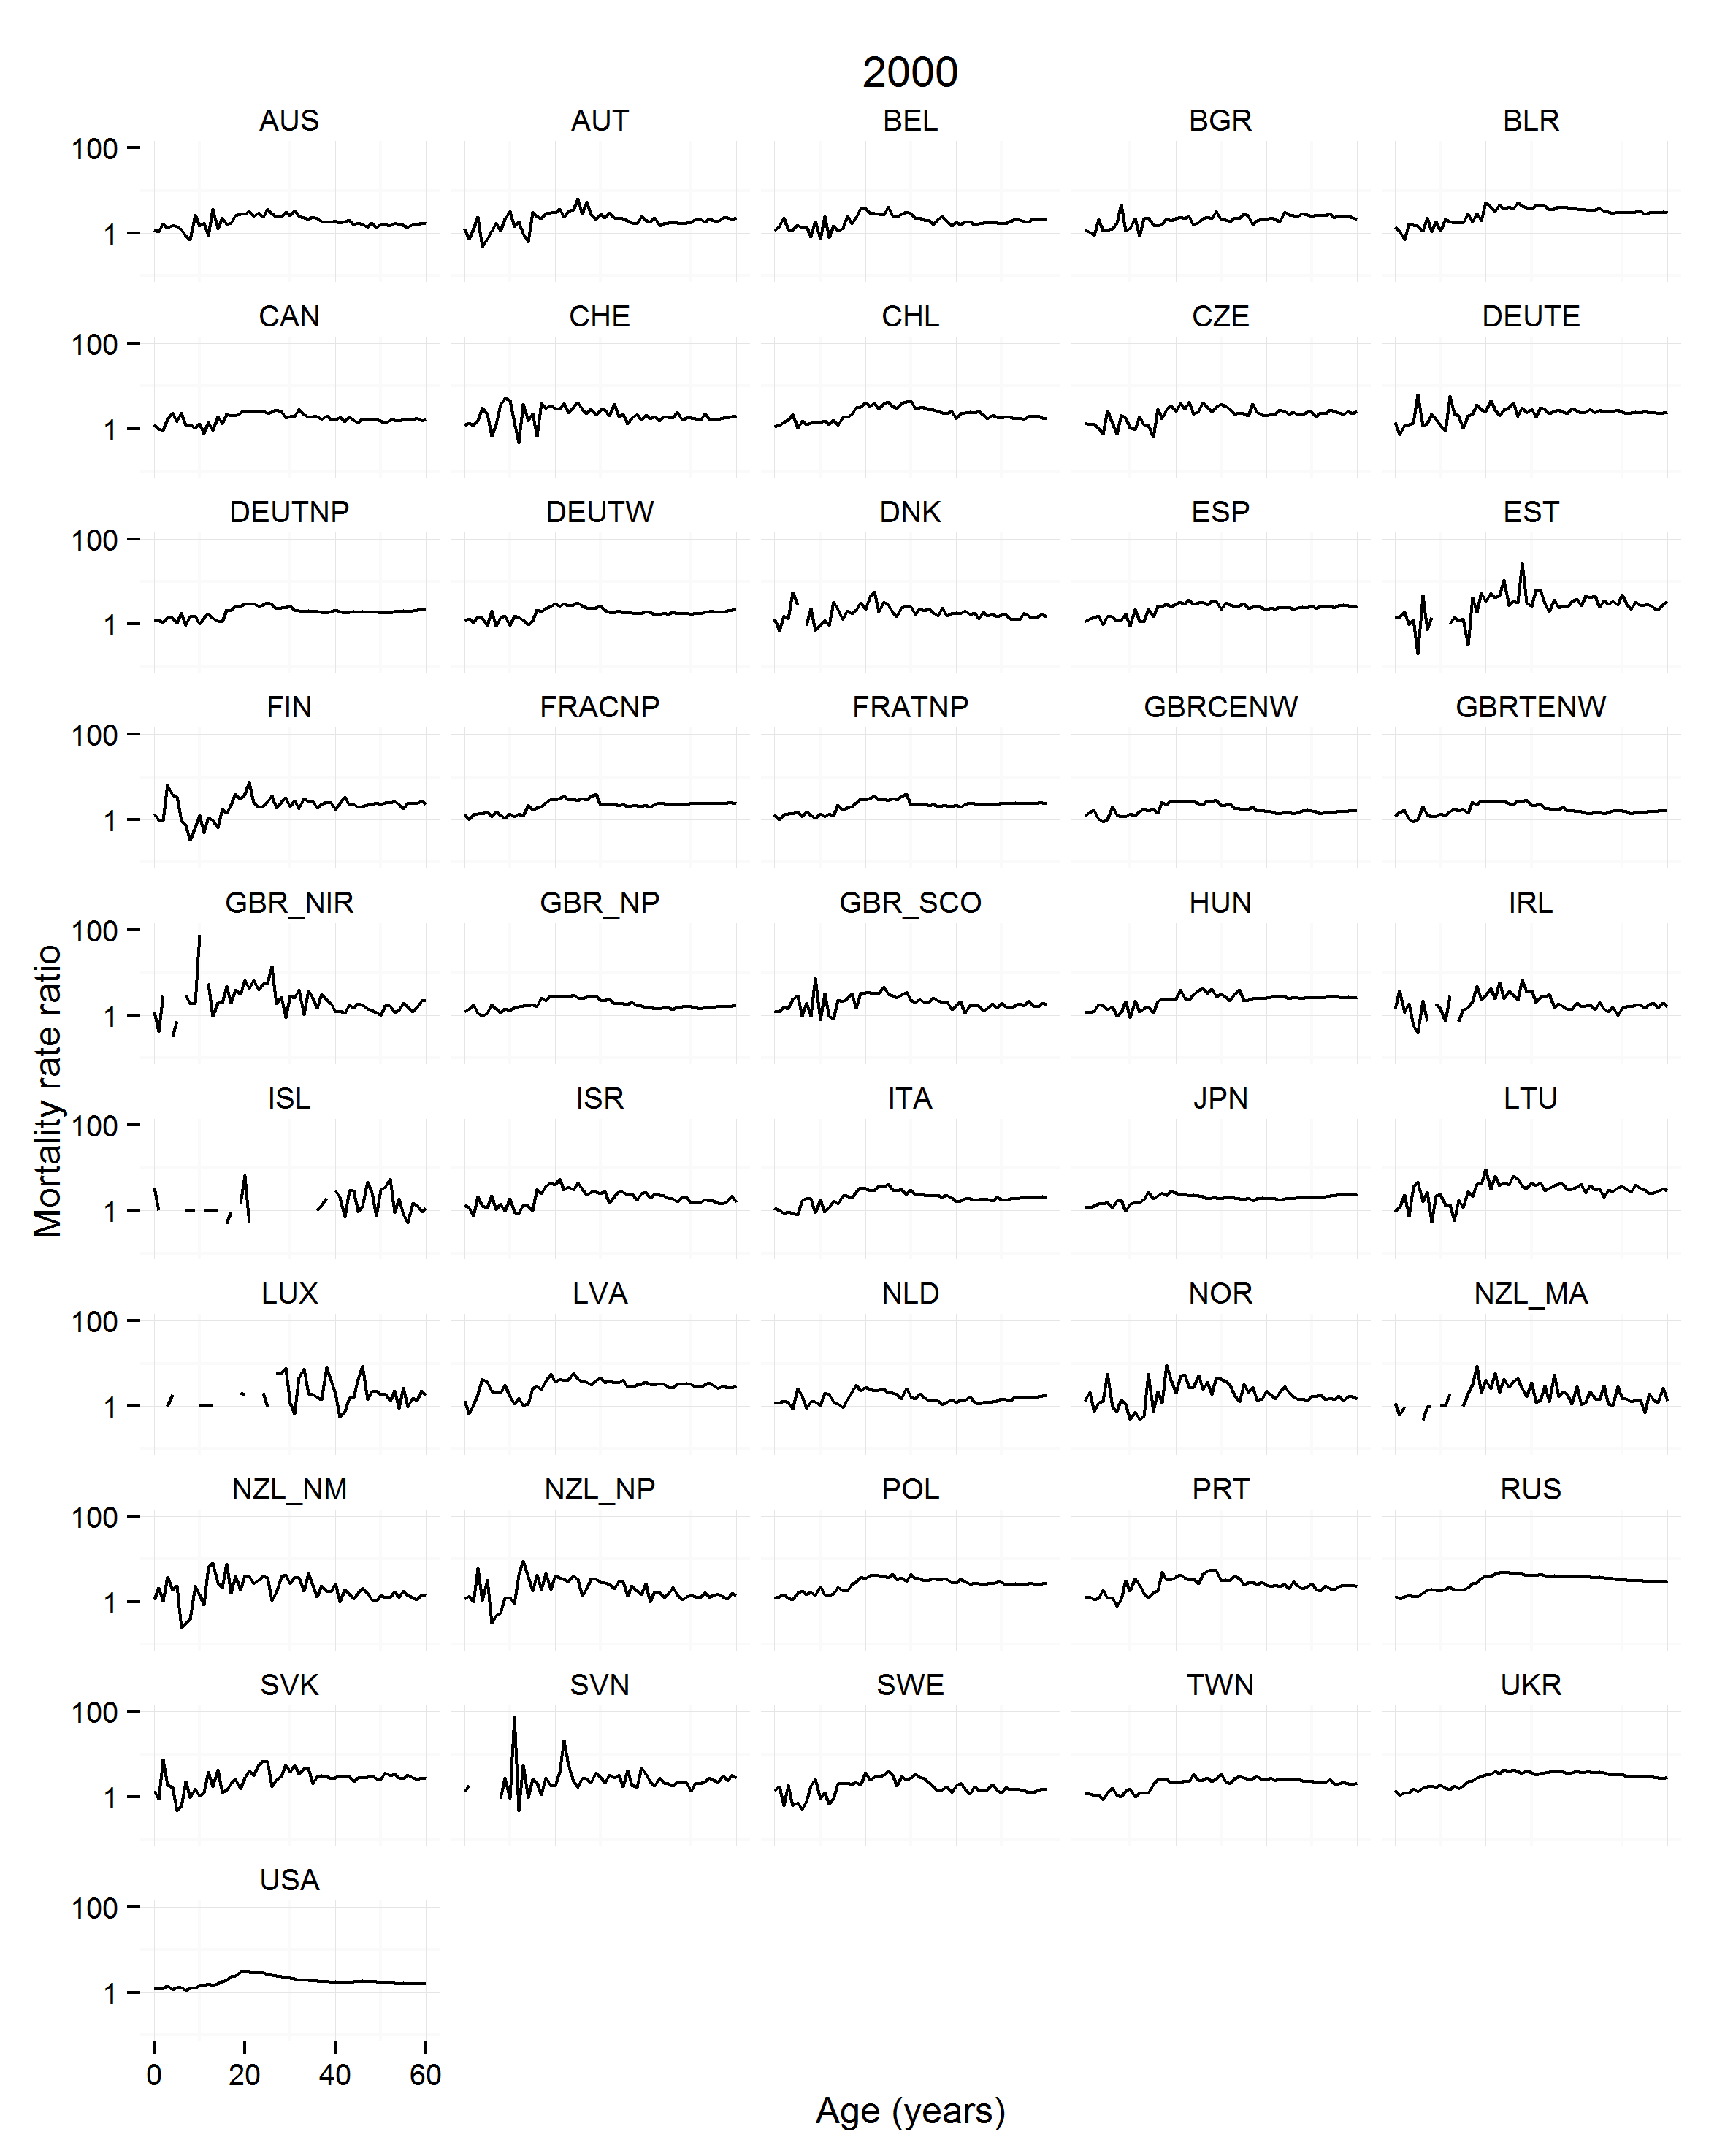 2000
AUS AUT BEL BGR BLR
100
1
CAN CHE CHL CZE DEUTE
100
1
DEUTNP DEUTW DNK ESP EST
100
1
FIN FRACNP FRATNP GBRCENW GBRTENW
100
1
GBR_NIR GBR_NP GBR_SCO HUN IRL
100
1
Mortality rate ratio
ISL ISR ITA JPN LTU
100
1
LUX LVA NLD NOR NZL_MA
100
1
NZL_NM NZL_NP POL PRT RUS
100
1
SVK SVN SWE TWN UKR
100
1
USA
100
1
0 20 40 60
Age (years)